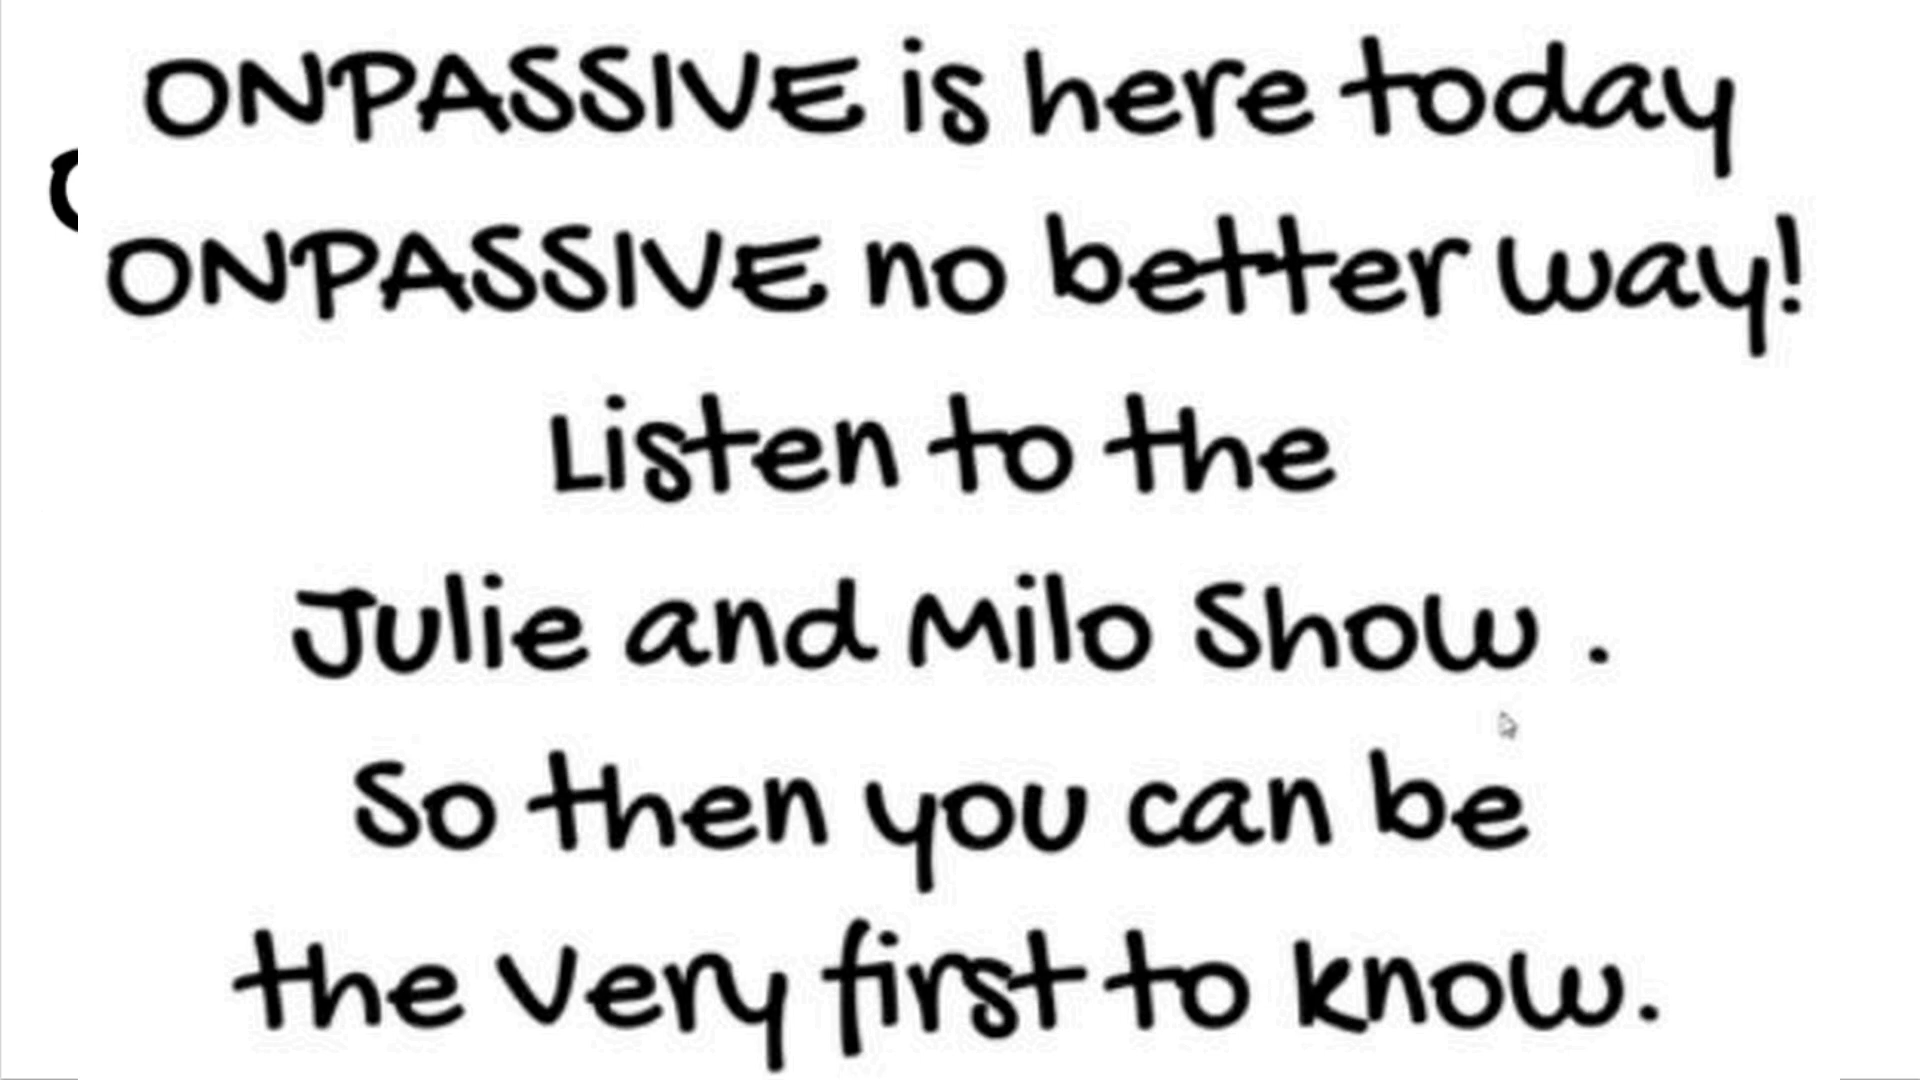 ONPASSIVE is here today
ONPASSIVE no better way!
Listen to the
Julie and Milo Show .
So then you can be
the very first to know.